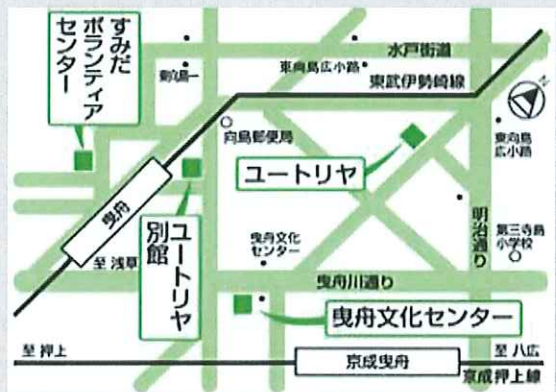 すみだ
ボランティア
センター
水戸街道
東向島広小路
東武伊勢崎線
N
向島郵便局
ユートリヤ
東向島
広小路
曳舟
ユートリヤ
別館
至 浅草
曳舟文化
センター
明治通り
第三寺島
小学校
曳舟川通り
曳舟文化センター
至 押上
京成曳舟
至 八広
京成押上線